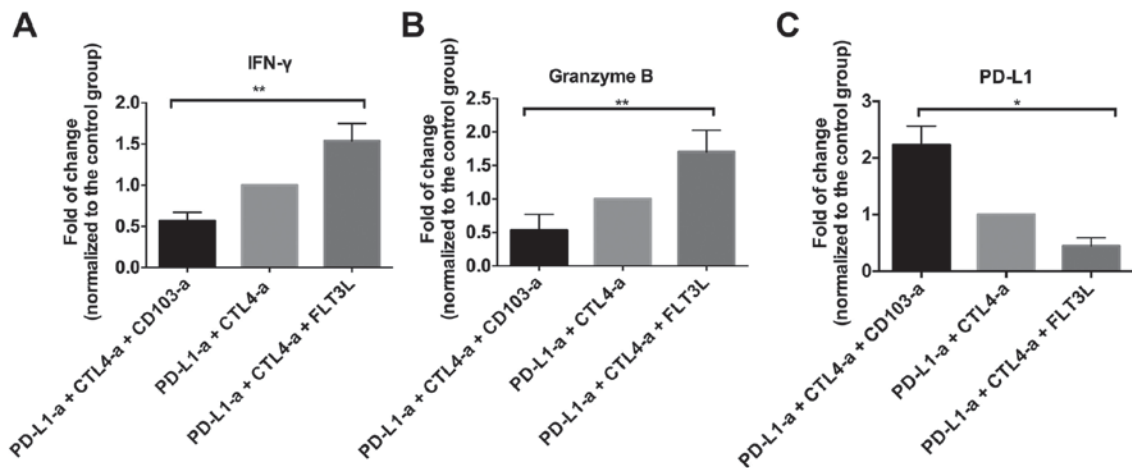 A
IFN-γ
**
Fold of change
(normalized to the control group)
2.0
1.5
1.0
0.5
0.0
PD-L1-a + CTL4-a + CD103-a
PD-L1-a + CTL4-a
PD-L1-a + CTL4-a + FLT3L
B
Granzyme B
**
Fold of change
(normalized to the control group)
2.5
2.0
1.5
1.0
0.5
0.0
PD-L1-a + CTL4-a + CD103-a
PD-L1-a + CTL4-a
PD-L1-a + CTL4-a + FLT3L
C
PD-L1
*
Fold of change
(normalized to the control group)
3
2
1
0
PD-L1-a + CTL4-a + CD103-a
PD-L1-a + CTL4-a
PD-L1-a + CTL4-a + FLT3L